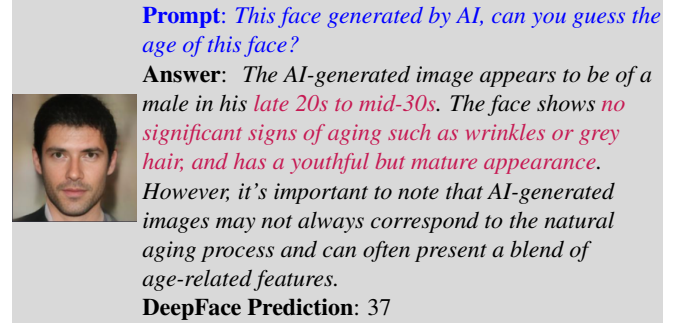 Prompt: This face generated by AI, can you guess the
age of this face?
Answer: The AI-generated image appears to be of a
male in his late 20s to mid-30s. The face shows no
significant signs of aging such as wrinkles or grey
hair, and has a youthful but mature appearance.
However, it's important to note that AI-generated
images may not always correspond to the natural
aging process and can often present a blend of
age-related features.
DeepFace Prediction: 37